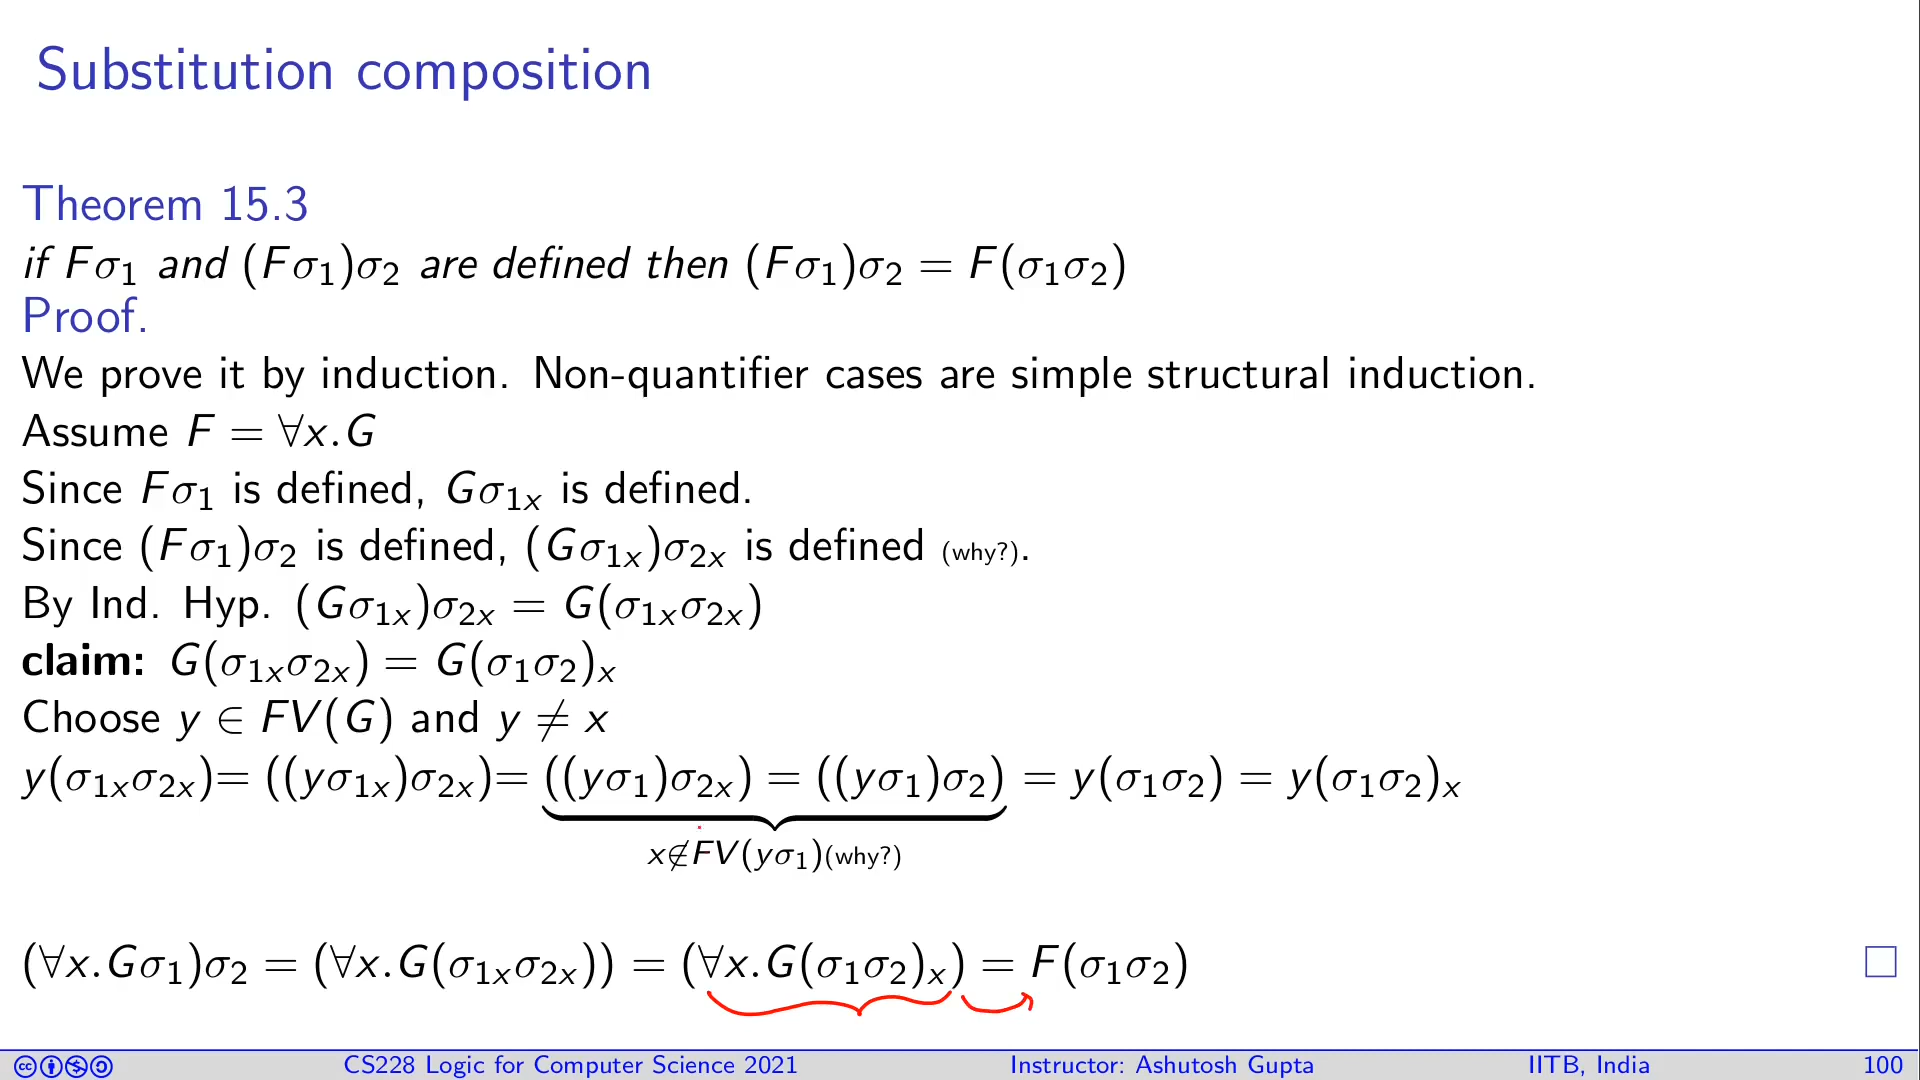 Substitution composition
Theorem 15.3
if Fσ₁ and (Fσ₁)σ₂ are defined then (Fσ₁)σ₂ = F(σ₁σ₂)
Proof.
We prove it by induction. Non-quantifier cases are simple structural induction.
Assume F = ∀x.G
Since Fσ₁ is defined, Gσ₁ₓ is defined.
Since (Fσ₁)σ₂ is defined, (Gσ₁ₓ)σ₂ₓ is defined (why?).
By Ind. Hyp. (Gσ₁ₓ)σ₂ₓ = G(σ₁ₓσ₂ₓ)
claim: G(σ₁ₓσ₂ₓ) = G(σ₁σ₂)ₓ
Choose y ∈ FV(G) and y ≠ x
y(σ₁ₓσ₂ₓ)= ((yσ₁ₓ)σ₂ₓ)= ((yσ₁)σ₂ₓ) = ((yσ₁)σ₂) = y(σ₁σ₂) = y(σ₁σ₂)ₓ
x∉FV(yσ₁)(why?)
(∀x.Gσ₁)σ₂ = (∀x.G(σ₁ₓσ₂ₓ)) = (∀x.G(σ₁σ₂)ₓ) = F(σ₁σ₂) □
CS228 Logic for Computer Science 2021 Instructor: Ashutosh Gupta IITB, India 100